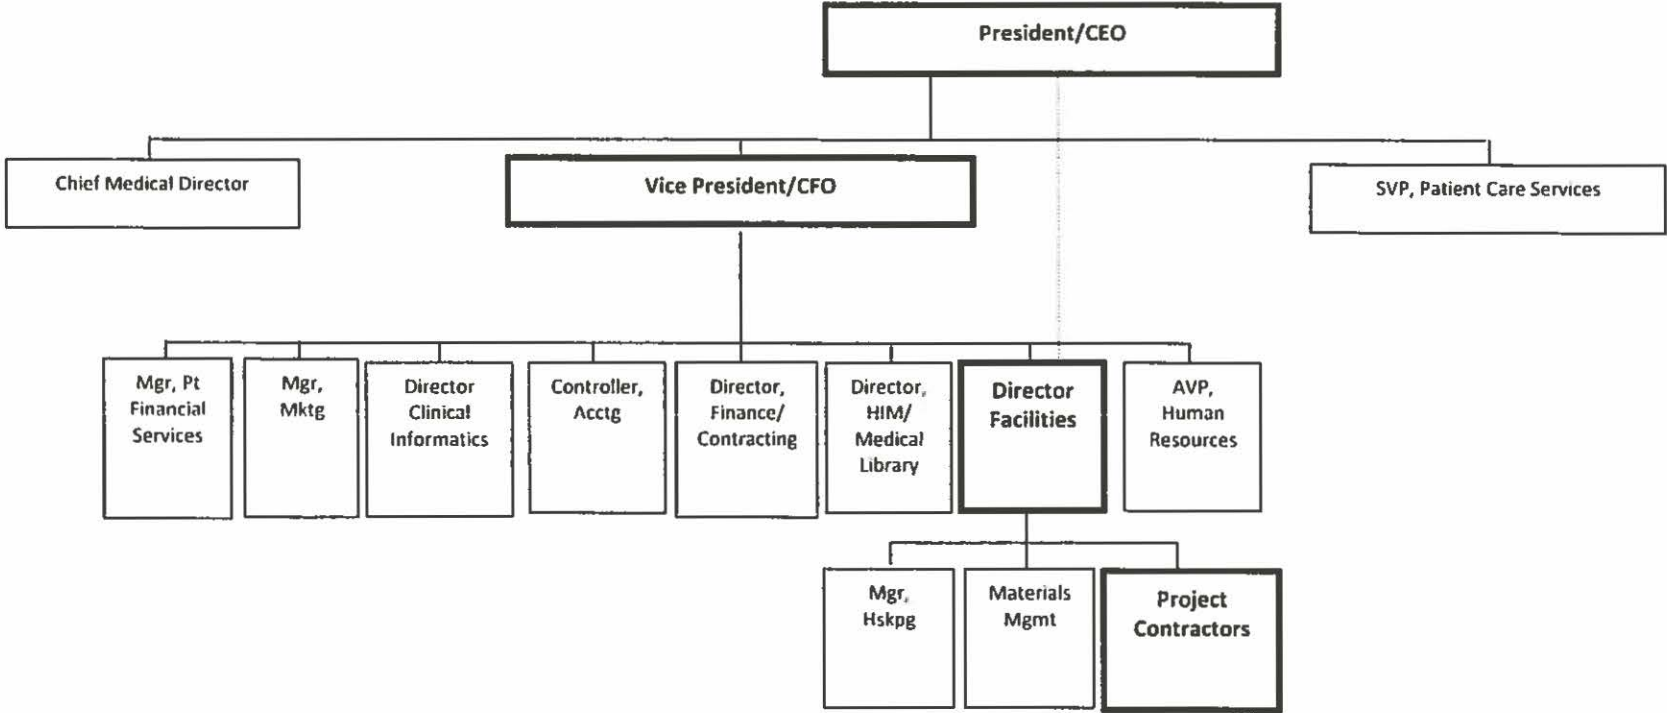 President/CEO
Chief Medical Director
Vice President/CFO
SVP, Patient Care Services
Mgr, Pt
Financial
Services
Mgr,
Mktg
Director
Clinical
Informatics
Controller,
Acctg
Director,
Finance/
Contracting
Director,
HIM/
Medical
Library
Director
Facilities
AVP,
Human
Resources
Mgr,
Hskpg
Materials
Mgmt
Project
Contractors